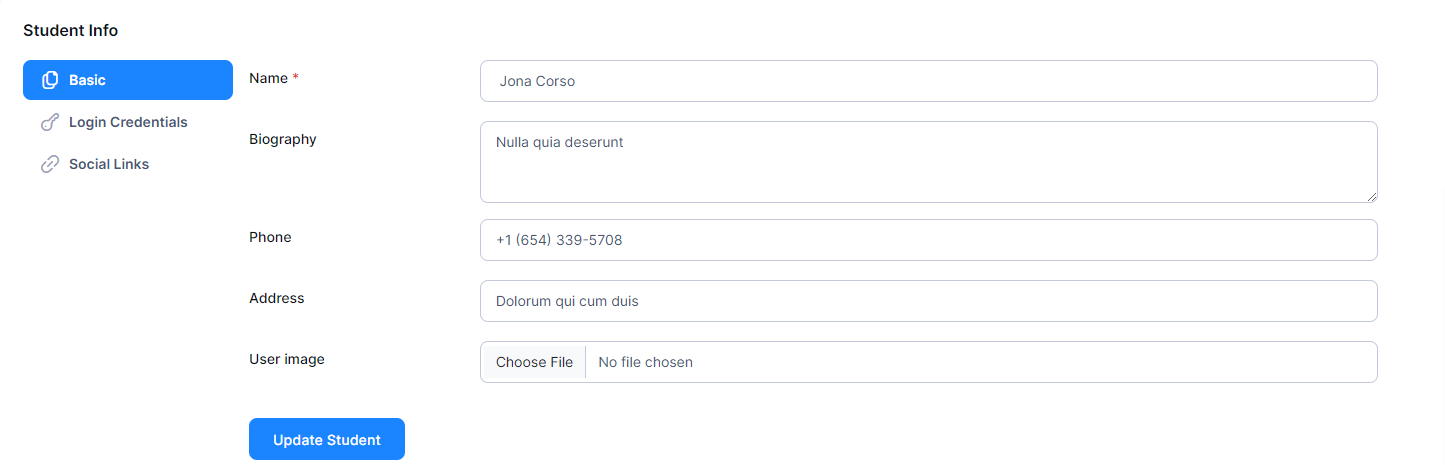 Student Info
Basic
Login Credentials
Social Links
Name *
Jona Corso
Biography
Nulla quia deserunt
Phone
+1 (654) 339-5708
Address
Dolorum qui cum duis
User image
Choose File No file chosen
Update Student